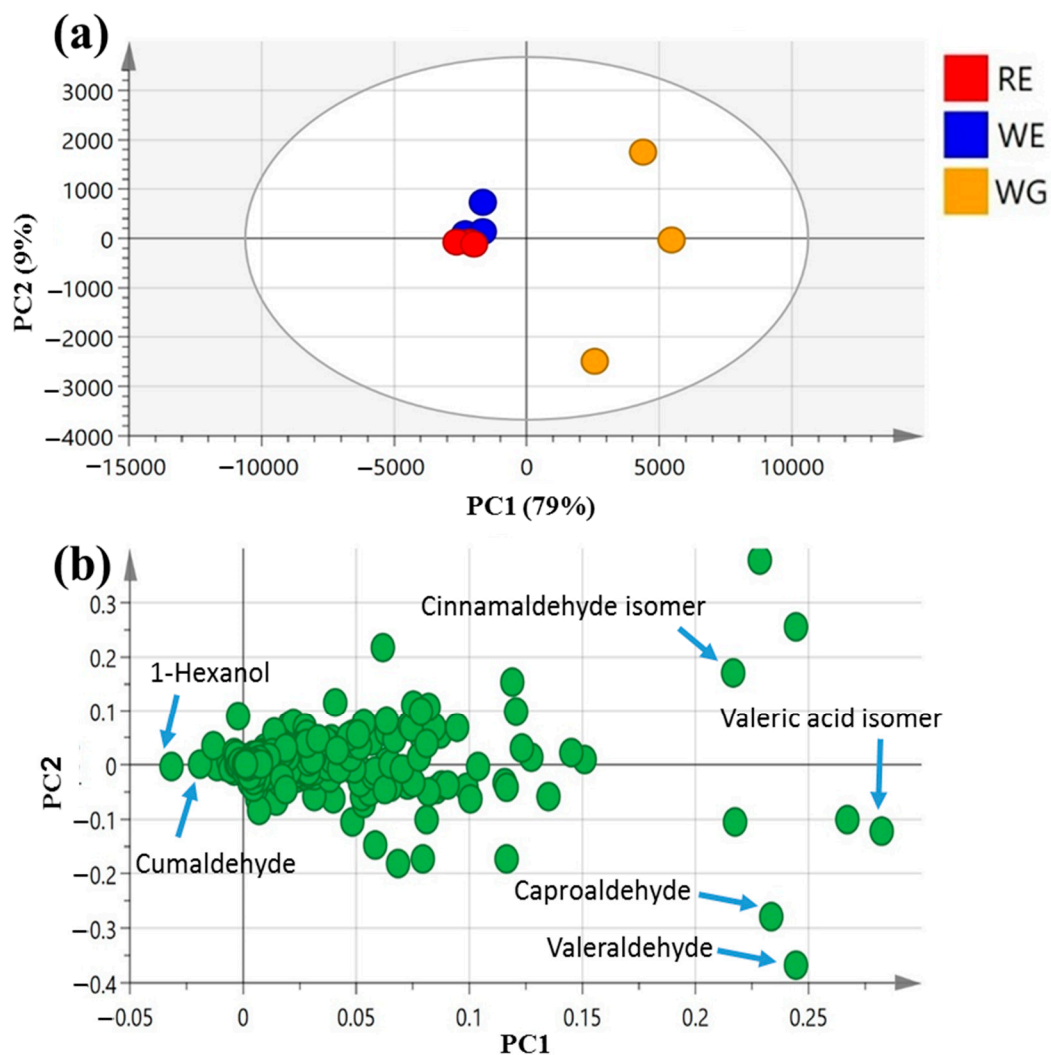 (a)
3000
2000
1000
0
−1000
−2000
−3000
−4000
PC2 (9%)
−15000 −10000 −5000 0 5000 10000
PC1 (79%)
RE
WE
WG
(b)
0.3
0.2
0.1
0
−0.1
−0.2
−0.3
−0.4
PC2
Cinnamaldehyde isomer
1-Hexanol
Valeric acid isomer
Cumaldehyde
Caproaldehyde
Valeraldehyde
−0.05 0 0.05 0.1 0.15 0.2 0.25
PC1